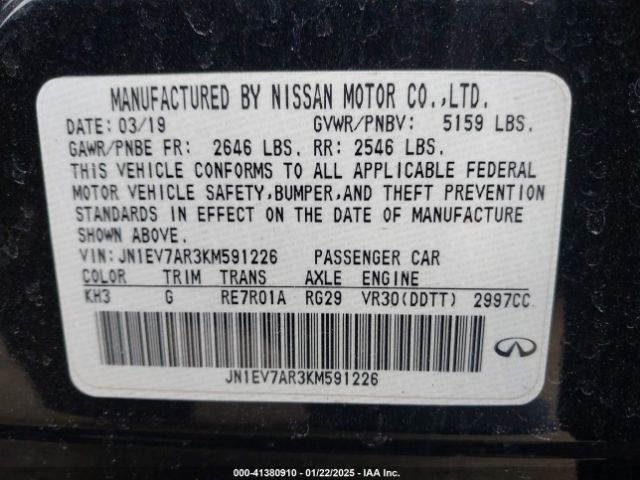 MANUFACTURED BY NISSAN MOTOR CO.,LTD.
DATE: 03/19 GVWR/PNBV: 5159 LBS.
GAWR/PNBE FR: 2646 LBS. RR: 2546 LBS.
THIS VEHICLE CONFORMS TO ALL APPLICABLE FEDERAL
MOTOR VEHICLE SAFETY,BUMPER,AND THEFT PREVENTION
STANDARDS IN EFFECT ON THE DATE OF MANUFACTURE
SHOWN ABOVE.
VIN: JN1EV7AR3KM591226 PASSENGER CAR
COLOR TRIM TRANS AXLE ENGINE
KH3 G RE7R01A RG29 VR30(DDTT) 2997CC
JN1EV7AR3KM591226
000-41380910 - 01/22/2025 - IAA Inc.